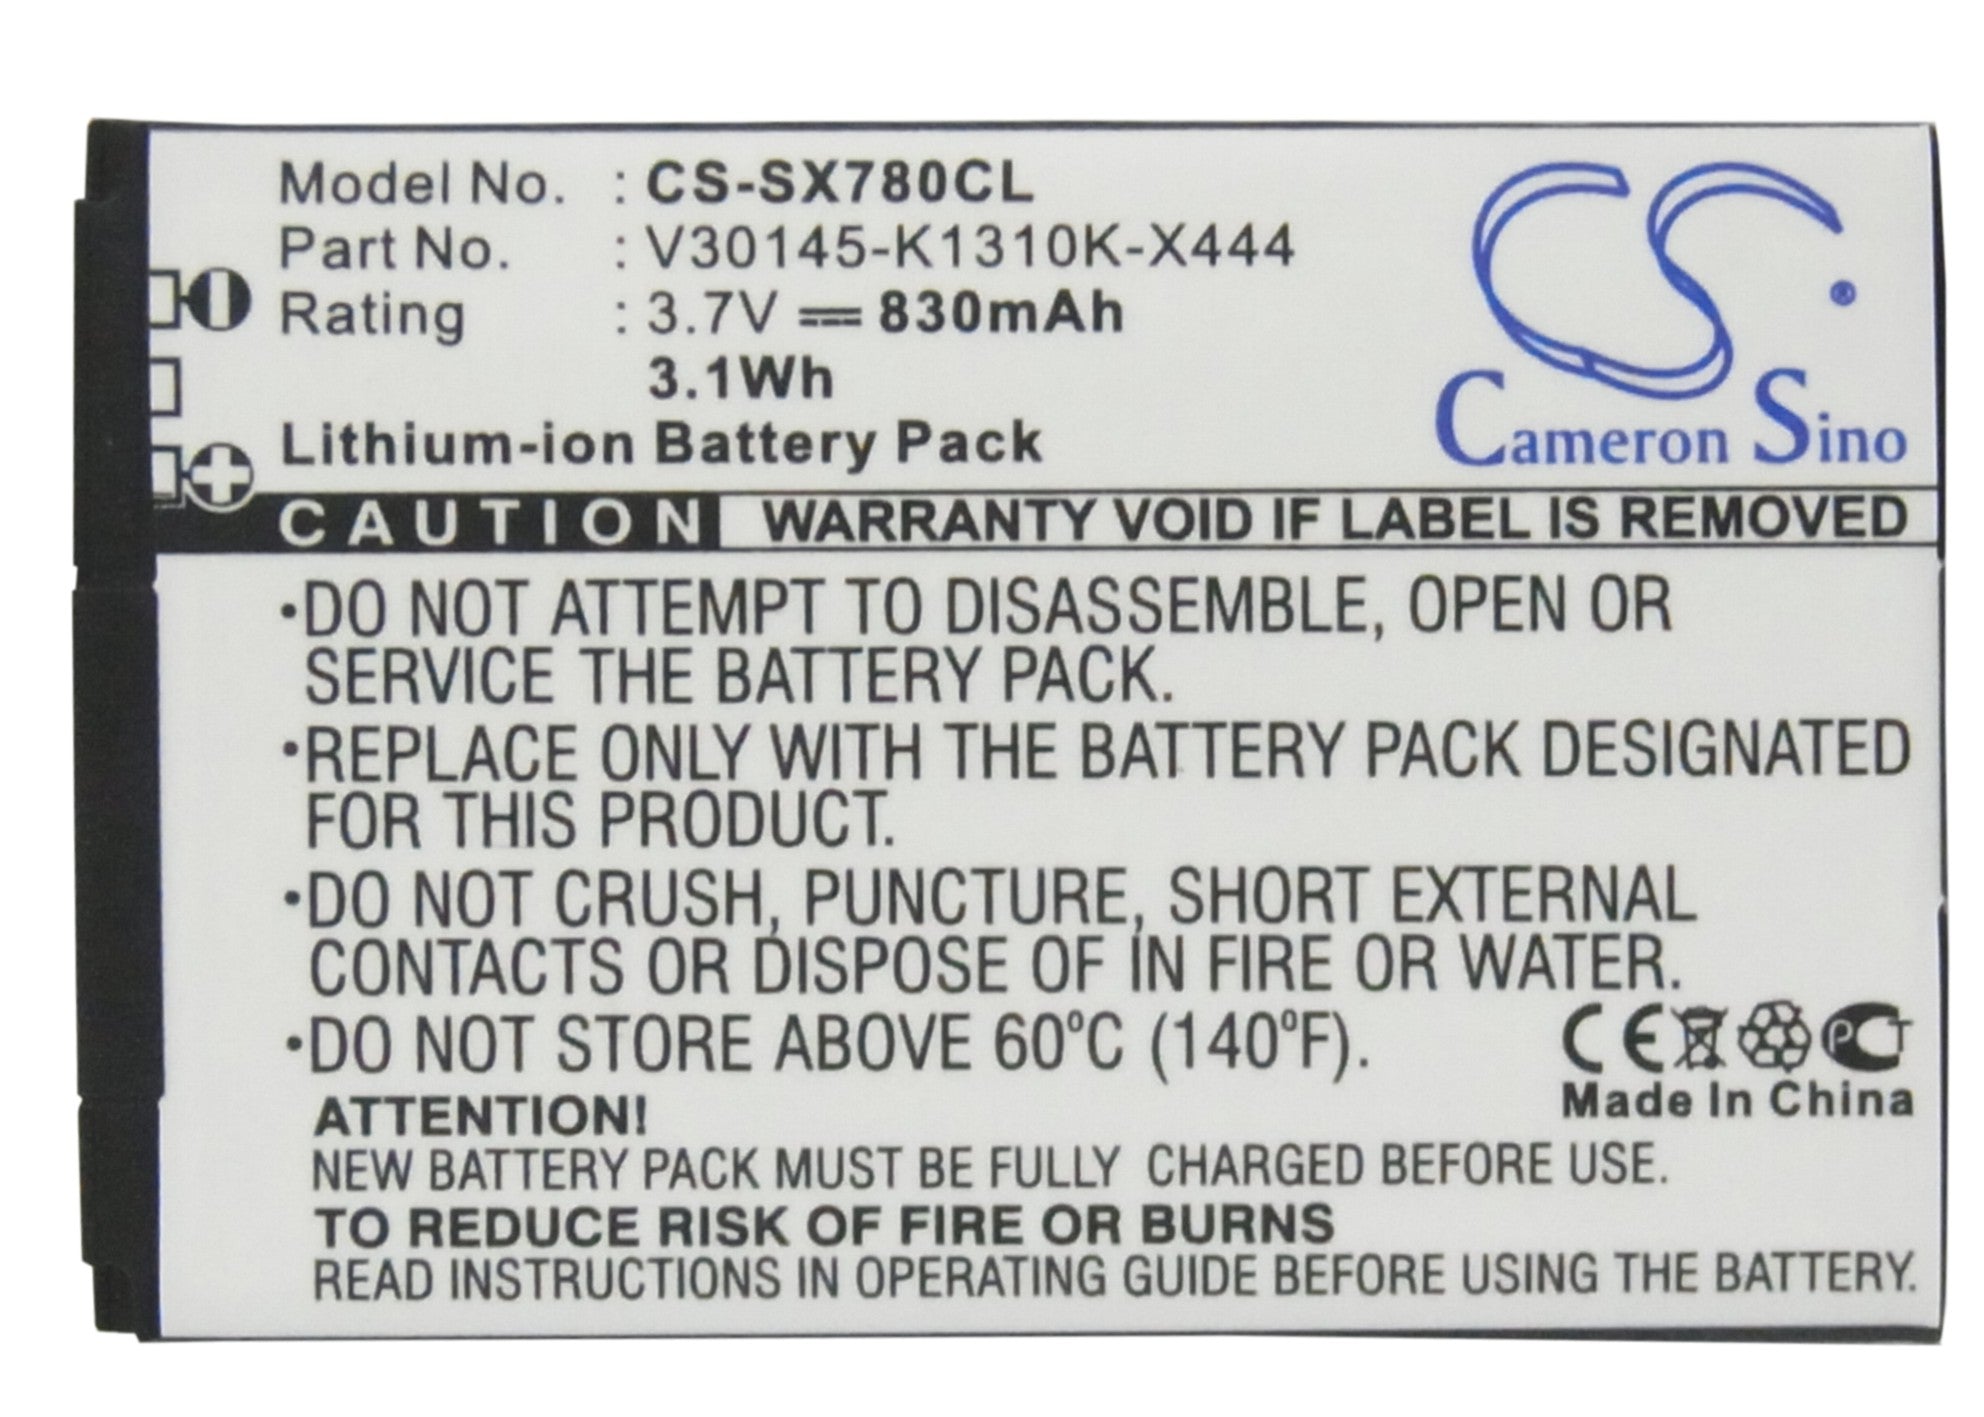 Model No. : CS-SX780CL
Part No. : V30145-K1310K-X444
Rating : 3.7V ⎓ 830mAh
3.1Wh
Lithium-ion Battery Pack
CS ®
Cameron Sino
CAUTION WARRANTY VOID IF LABEL IS REMOVED
•DO NOT ATTEMPT TO DISASSEMBLE, OPEN OR
SERVICE THE BATTERY PACK.
•REPLACE ONLY WITH THE BATTERY PACK DESIGNATED
FOR THIS PRODUCT.
•DO NOT CRUSH, PUNCTURE, SHORT EXTERNAL
CONTACTS OR DISPOSE OF IN FIRE OR WATER.
•DO NOT STORE ABOVE 60ºC (140ºF).
CE PCT
Made In China
ATTENTION!
NEW BATTERY PACK MUST BE FULLY CHARGED BEFORE USE.
TO REDUCE RISK OF FIRE OR BURNS
READ INSTRUCTIONS IN OPERATING GUIDE BEFORE USING THE BATTERY.